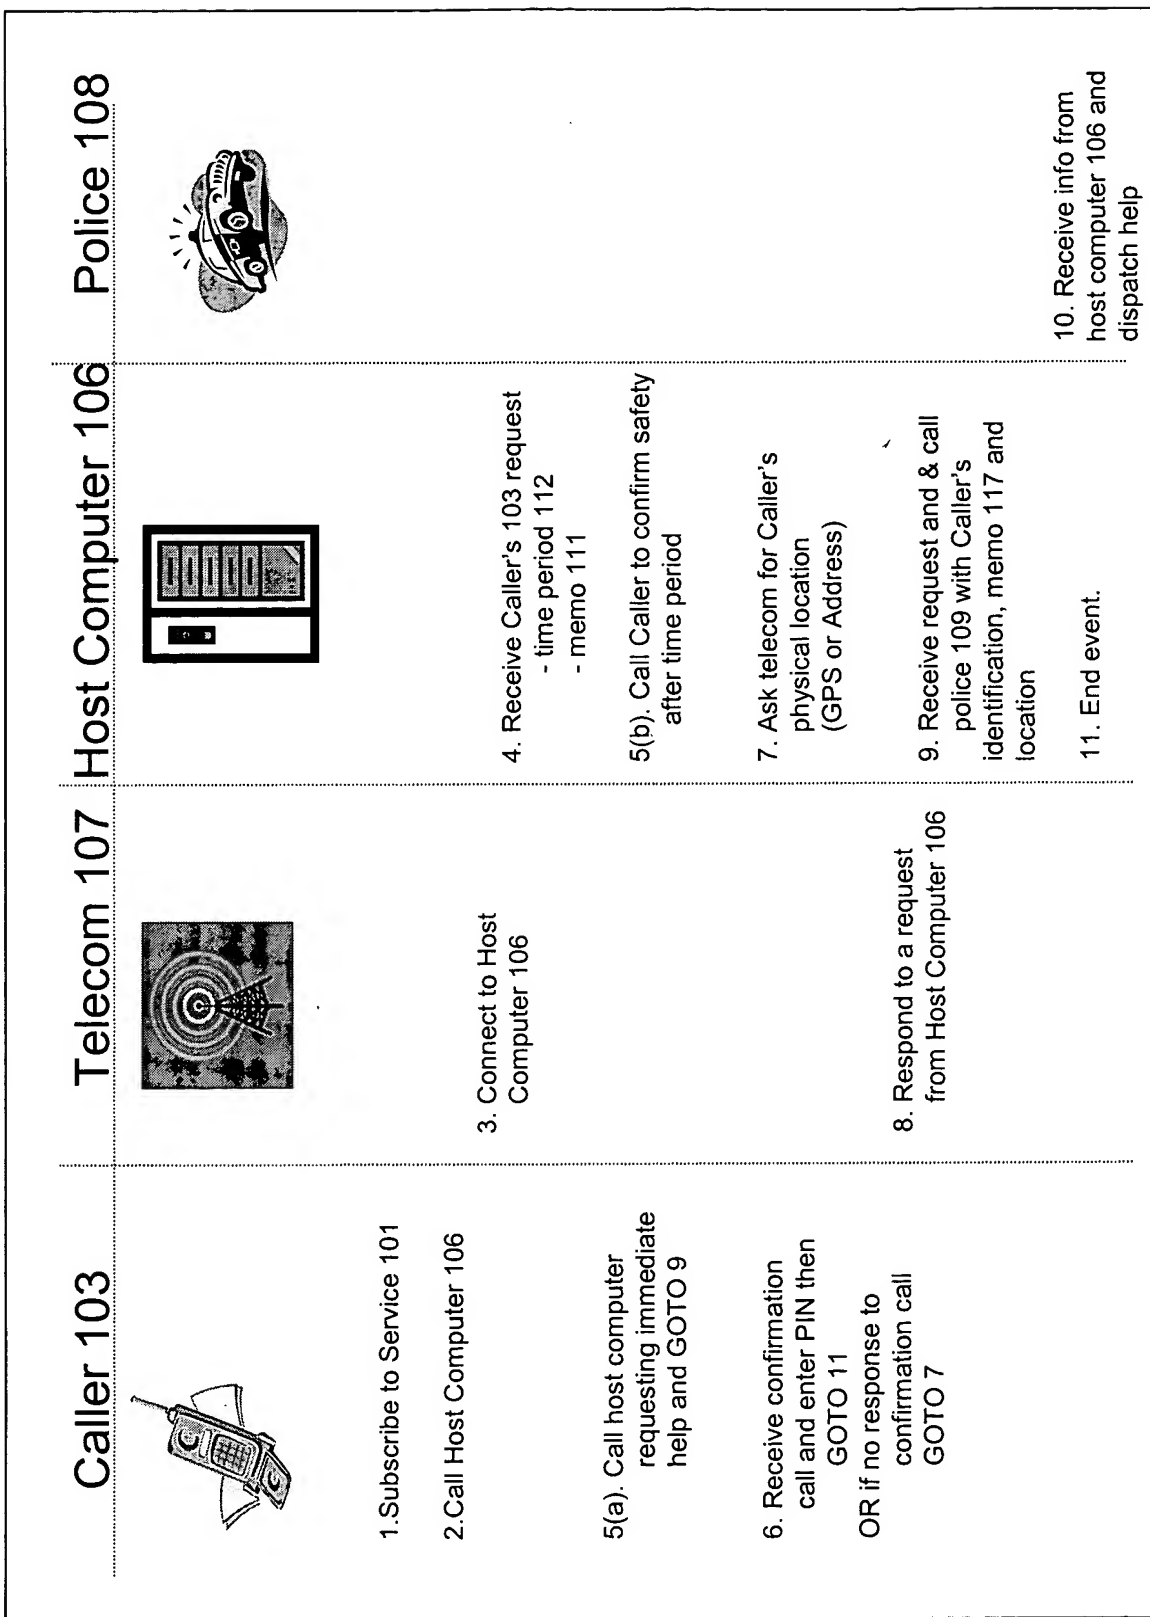 Caller 103
Telecom 107
Host Computer 106
Police 108
1.Subscribe to Service 101
2.Call Host Computer 106
3. Connect to Host
Computer 106
4. Receive Caller's 103 request
- time period 112
- memo 111
5(a). Call host computer
requesting immediate
help and GOTO 9
5(b). Call Caller to confirm safety
after time period
6. Receive confirmation
call and enter PIN then
GOTO 11
OR if no response to
confirmation call
GOTO 7
7. Ask telecom for Caller's
physical location
(GPS or Address)
8. Respond to a request
from Host Computer 106
9. Receive request and & call
police 109 with Caller's
identification, memo 117 and
location
10. Receive info from
host computer 106 and
dispatch help
11. End event.